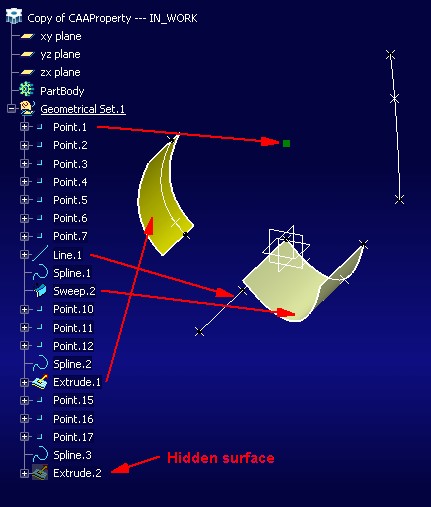 Copy of CAAProperty --- IN_WORK
xy plane
yz plane
zx plane
PartBody
Geometrical Set.1
Point.1
Point.2
Point.3
Point.4
Point.5
Point.6
Point.7
Line.1
Spline.1
Sweep.2
Point.10
Point.11
Point.12
Spline.2
Extrude.1
Point.15
Point.16
Point.17
Spline.3
Extrude.2
Hidden surface